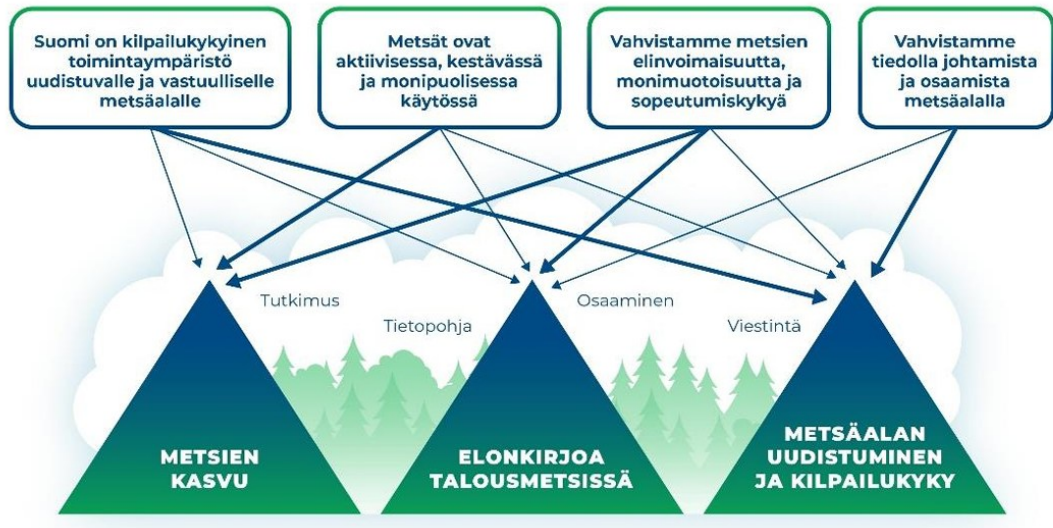 Suomi on kilpailukykyinen
toimintaympäristö
uudistuvalle ja vastuulliselle
metsäalalle
Metsät ovat
aktiivisessa, kestävässä
ja monipuolisessa
käytössä
Vahvistamme metsien
elinvoimaisuutta,
monimuotoisuutta ja
sopeutumiskykyä
Vahvistamme
tiedolla johtamista
ja osaamista
metsäalalla
Tutkimus
Tietopohja
Osaaminen
Viestintä
METSIEN
KASVU
ELONKIRJOA
TALOUSMETSISSÄ
METSÄALAN
UUDISTUMINEN
JA KILPAILUKYKY